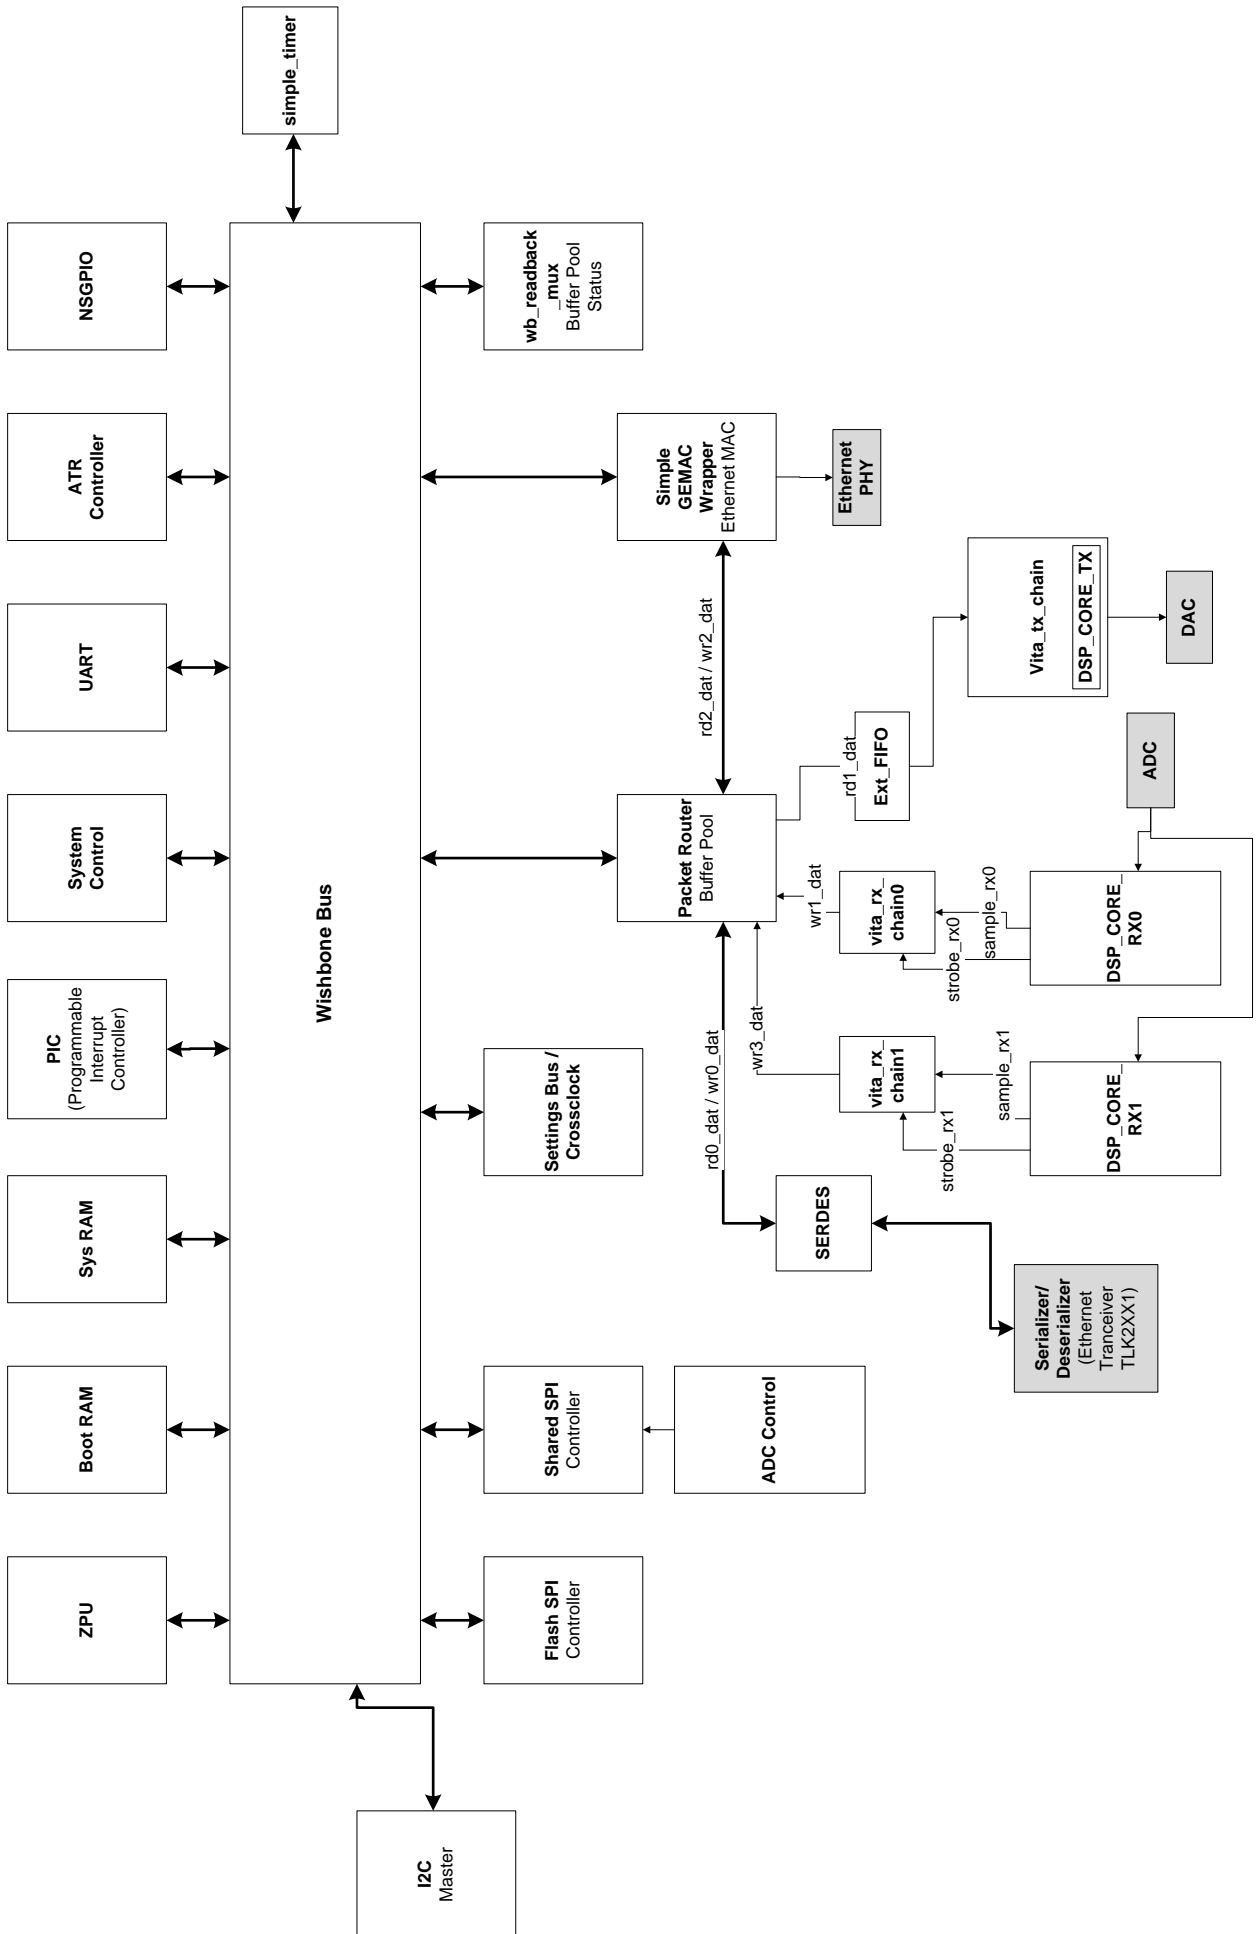 ZPU
Boot RAM
Sys RAM
PIC
(Programmable
Interrupt
Controller)
System
Control
UART
ATR
Controller
NSGPIO
simple_timer
Wishbone Bus
I2C
Master
Flash SPI
Controller
Shared SPI
Controller
Settings Bus /
Crossclock
wb_readback
_mux
Buffer Pool
Status
ADC Control
Packet Router
Buffer Pool
Simple
GEMAC
Wrapper
Ethernet MAC
rd0_dat / wr0_dat
rd2_dat / wr2_dat
wr3_dat
wr1_dat
rd1_dat
SERDES
vita_rx_
chain1
vita_rx_
chain0
Ext_FIFO
Ethernet
PHY
strobe_rx1
sample_rx1
strobe_rx0
sample_rx0
Serializer/
Deserializer
(Ethernet
Tranceiver
TLK2XX1)
DSP_CORE_
RX1
DSP_CORE_
RX0
ADC
Vita_tx_chain
DSP_CORE_TX
DAC